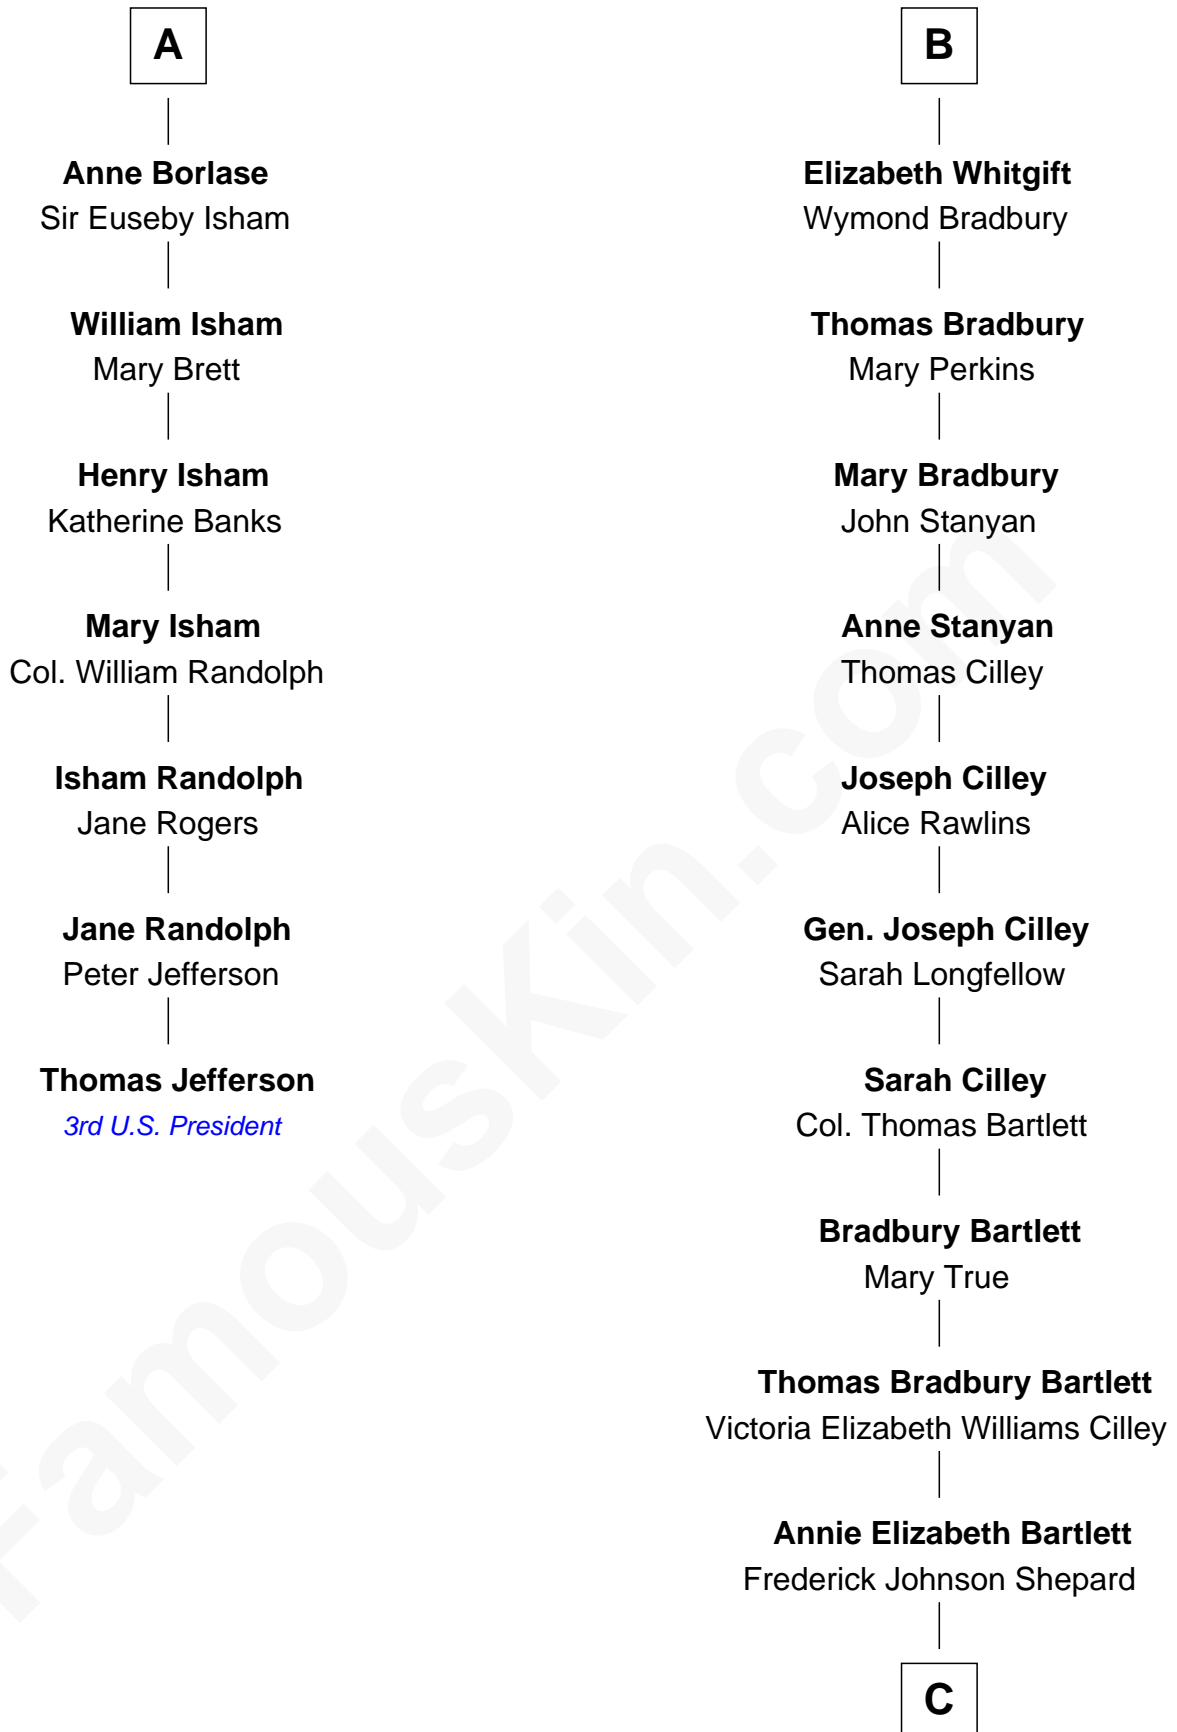 A
Anne Borlase
Sir Euseby Isham
William Isham
Mary Brett
Henry Isham
Katherine Banks
Mary Isham
Col. William Randolph
Isham Randolph
Jane Rogers
Jane Randolph
Peter Jefferson
Thomas Jefferson
3rd U.S. President
B
Elizabeth Whitgift
Wymond Bradbury
Thomas Bradbury
Mary Perkins
Mary Bradbury
John Stanyan
Anne Stanyan
Thomas Cilley
Joseph Cilley
Alice Rawlins
Gen. Joseph Cilley
Sarah Longfellow
Sarah Cilley
Col. Thomas Bartlett
Bradbury Bartlett
Mary True
Thomas Bradbury Bartlett
Victoria Elizabeth Williams Cilley
Annie Elizabeth Bartlett
Frederick Johnson Shepard
C
FamousKin.com